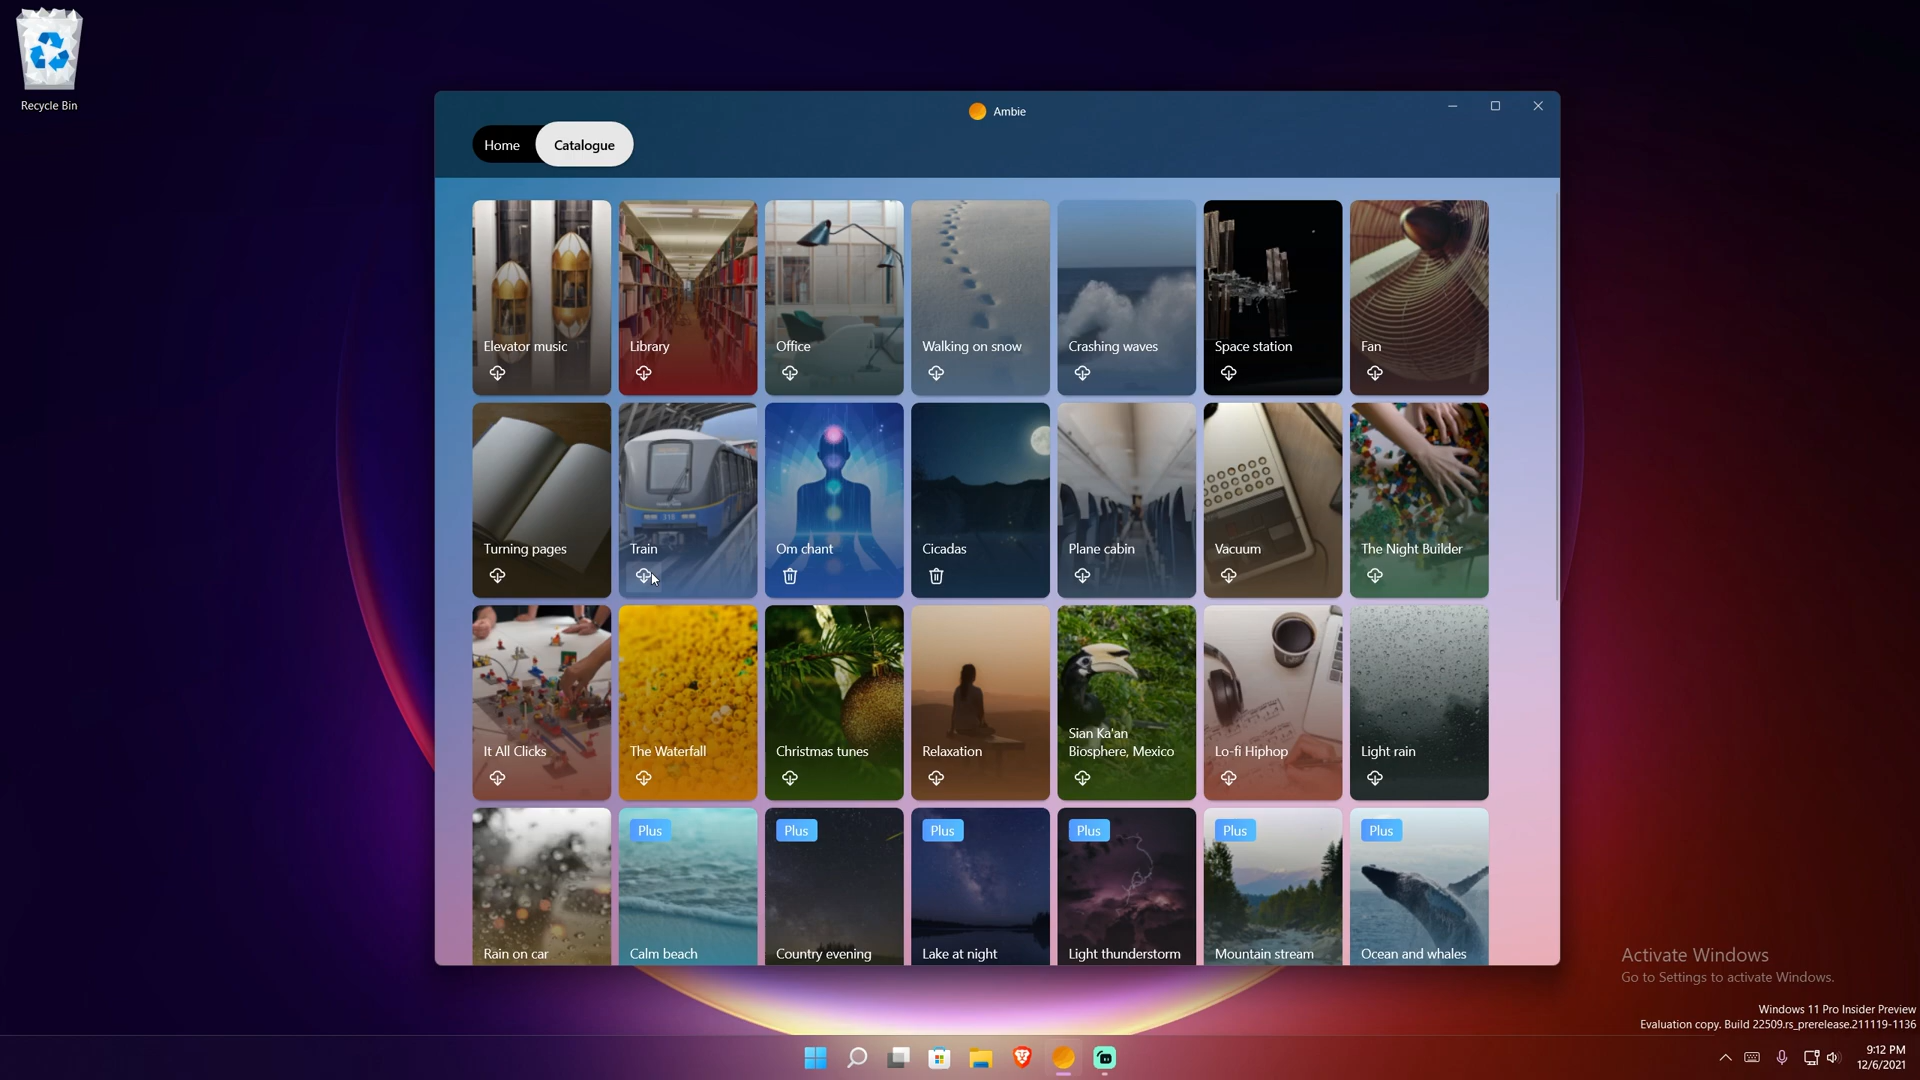 Recycle Bin
Ambie
Home
Catalogue
Elevator music
Library
Office
Walking on snow
Crashing waves
Space station
Fan
Turning pages
Train
Om chant
Cicadas
Plane cabin
Vacuum
The Night Builder
It All Clicks
The Waterfall
Christmas tunes
Relaxation
Sian Ka'an
Biosphere, Mexico
Lo-fi Hiphop
Light rain
Rain on car
Plus
Calm beach
Plus
Country evening
Plus
Lake at night
Plus
Light thunderstorm
Plus
Mountain stream
Plus
Ocean and whales
Activate Windows
Go to Settings to activate Windows.
Windows 11 Pro Insider Preview
Evaluation copy. Build 22509.rs_prerelease.211119-1136
9:12 PM
12/6/2021